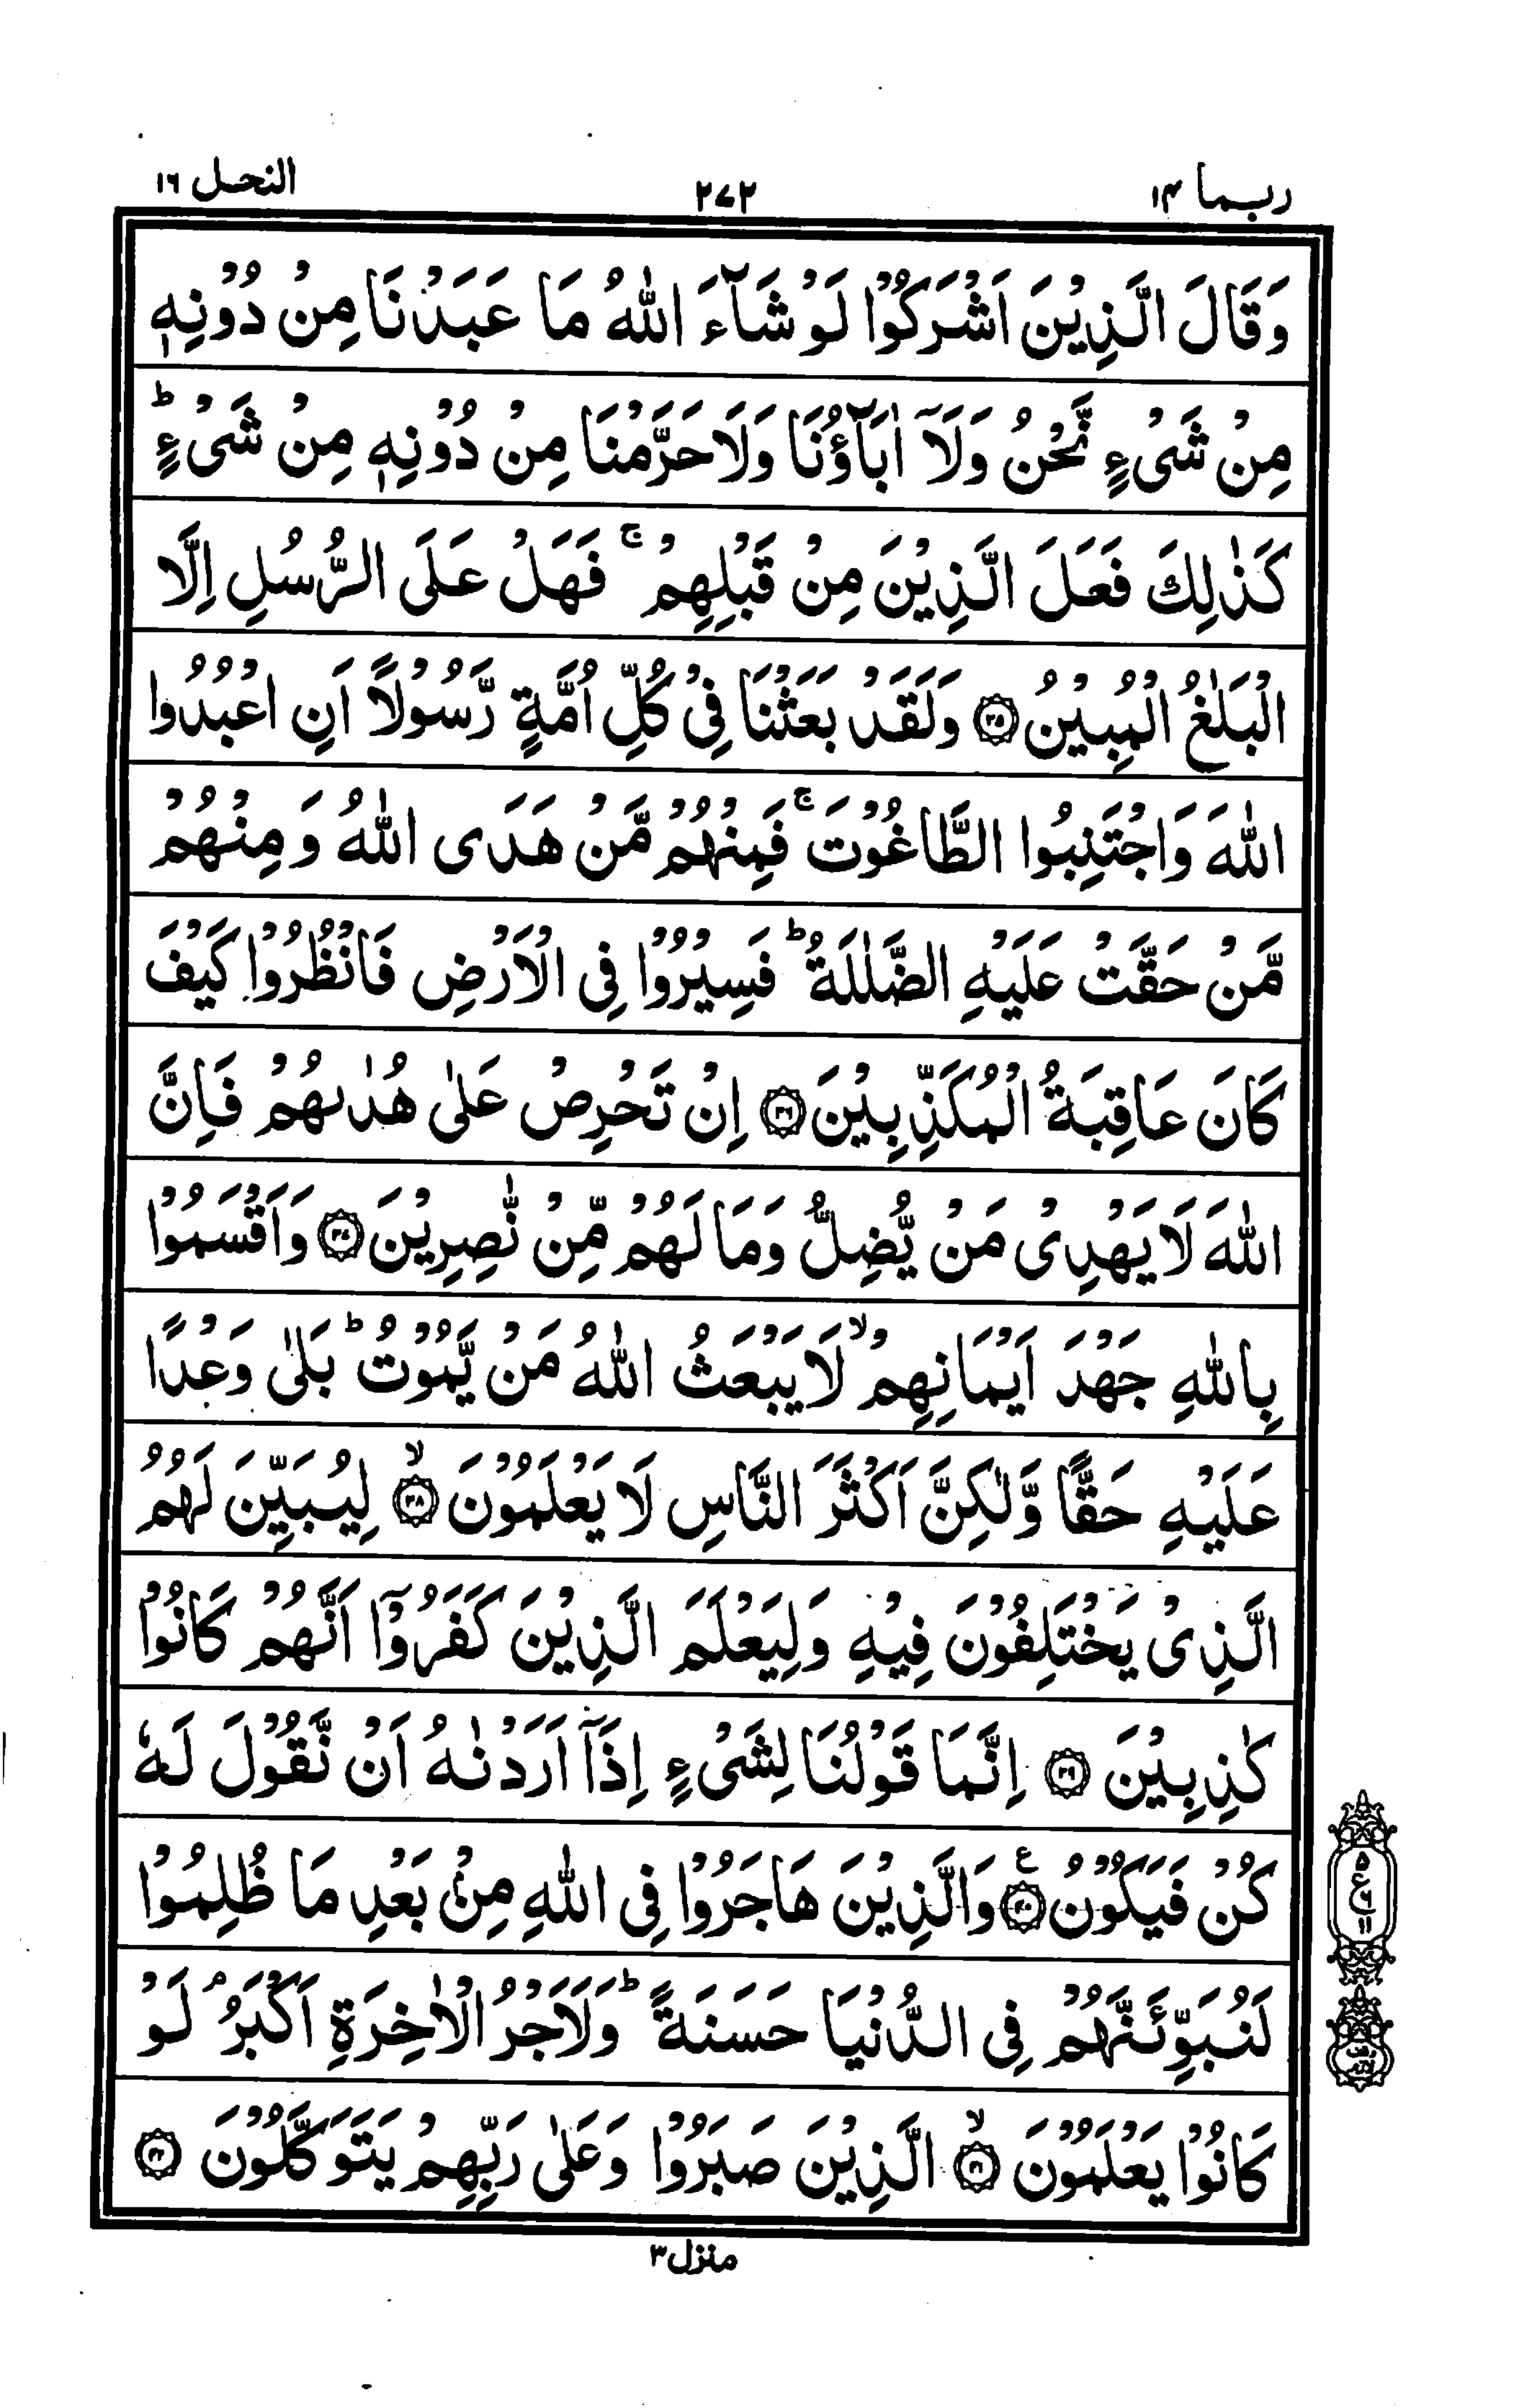 ربما ۱۴
۲۷۲
النحل ۱۶
وَقَالَ الَّذِيْنَ اَشْرَكُوْا لَوْ شَآءَ اللّٰهُ مَا عَبَدْنَا مِنْ دُوْنِهٖ
مِنْ شَىْءٍ نَّحْنُ وَلَاۤ اٰبَآؤُنَا وَلَا حَرَّمْنَا مِنْ دُوْنِهٖ مِنْ شَىْءٍ ؕ
كَذٰلِكَ فَعَلَ الَّذِيْنَ مِنْ قَبْلِهِمْ ۚ فَهَلْ عَلَى الرُّسُلِ اِلَّا
الْبَلٰغُ الْمُبِيْنُ ۳۵ وَلَقَدْ بَعَثْنَا فِىْ كُلِّ اُمَّةٍ رَّسُوْلًا اَنِ اعْبُدُوا
اللّٰهَ وَاجْتَنِبُوا الطَّاغُوْتَ ۚ فَمِنْهُمْ مَّنْ هَدَى اللّٰهُ وَمِنْهُمْ
مَّنْ حَقَّتْ عَلَيْهِ الضَّلٰلَةُ ؕ فَسِيْرُوْا فِى الْاَرْضِ فَانْظُرُوْا كَيْفَ
كَانَ عَاقِبَةُ الْمُكَذِّبِيْنَ ۳۶ اِنْ تَحْرِصْ عَلٰى هُدٰىهُمْ فَاِنَّ
اللّٰهَ لَا يَهْدِىْ مَنْ يُّضِلُّ وَمَا لَهُمْ مِّنْ نّٰصِرِيْنَ ۳۷ وَاَقْسَمُوْا
بِاللّٰهِ جَهْدَ اَيْمَانِهِمْ ۙ لَا يَبْعَثُ اللّٰهُ مَنْ يَّمُوْتُ ؕ بَلٰى وَعْدًا
عَلَيْهِ حَقًّا وَّلٰكِنَّ اَكْثَرَ النَّاسِ لَا يَعْلَمُوْنَ ۳۸ ۙ لِيُبَيِّنَ لَهُمُ
الَّذِىْ يَخْتَلِفُوْنَ فِيْهِ وَلِيَعْلَمَ الَّذِيْنَ كَفَرُوْۤا اَنَّهُمْ كَانُوْا
كٰذِبِيْنَ ۳۹ اِنَّمَا قَوْلُنَا لِشَىْءٍ اِذَاۤ اَرَدْنٰهُ اَنْ نَّقُوْلَ لَهٗ
كُنْ فَيَكُوْنُ ۴۰ ع وَالَّذِيْنَ هَاجَرُوْا فِى اللّٰهِ مِنْۢ بَعْدِ مَا ظُلِمُوْا
لَنُبَوِّئَنَّهُمْ فِى الدُّنْيَا حَسَنَةً ؕ وَلَاَجْرُ الْاٰخِرَةِ اَكْبَرُ ۘ لَوْ
كَانُوْا يَعْلَمُوْنَ ۴۱ ۙ الَّذِيْنَ صَبَرُوْا وَعَلٰى رَبِّهِمْ يَتَوَكَّلُوْنَ ۴۲
منزل ۳